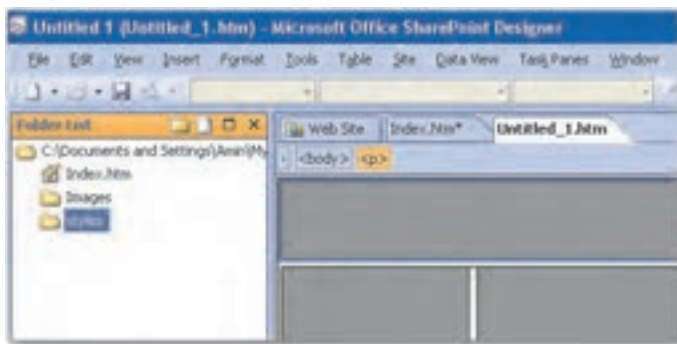 Untitled 1 (Untitled_1.htm) - Microsoft Office SharePoint Designer
File Edit View Insert Format Tools Table Site Data View Task Panes Window
Folder List
Web Site Index.htm* Untitled_1.htm
C:\Documents and Settings\Amin\My
<body> <p>
Index.htm
Images
styles